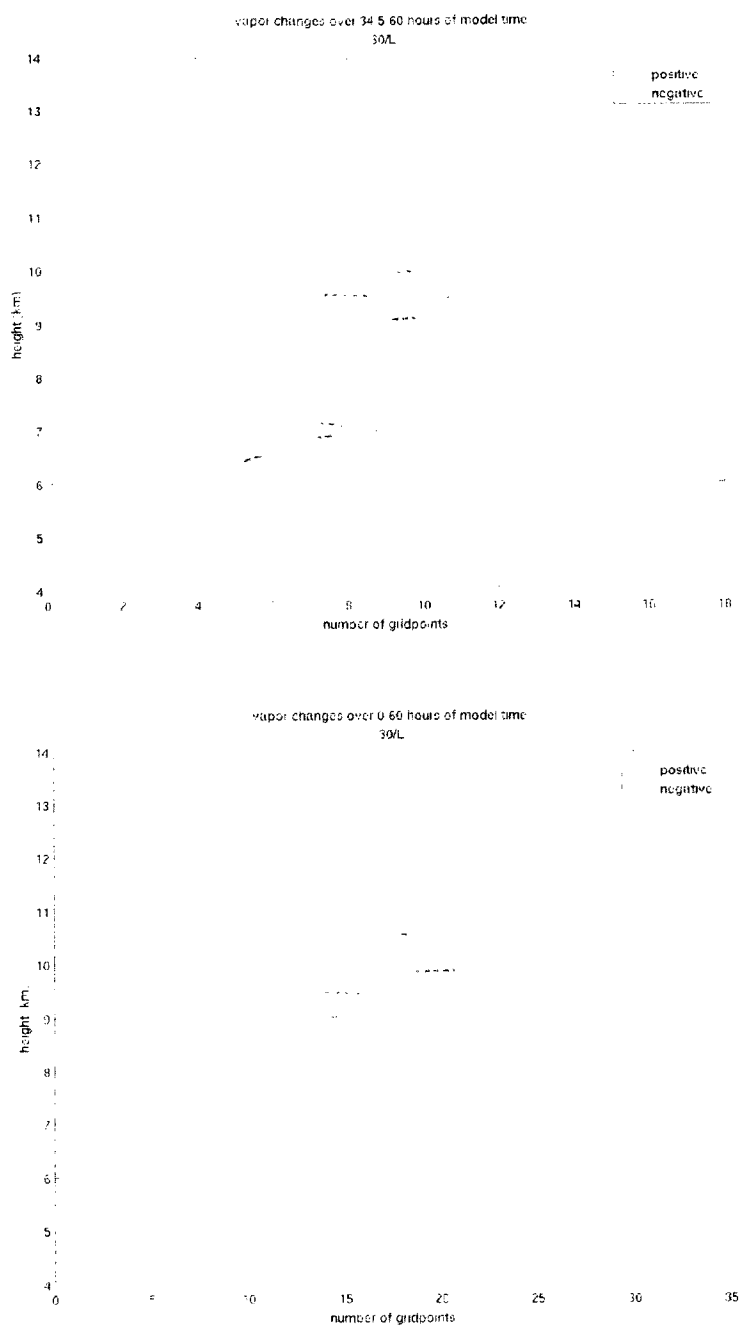 vapor changes over 34.5-60 hours of model time
30/L
14
positive
negative
13
12
11
10
9
8
7
6
5
4
height (km)
0 2 4 8 10 12 14 16 18
number of gridpoints
vapor changes over 0-60 hours of model time
30/L
14
positive
negative
13
12
11
10
9
8
7
6
5
4
height km
0 10 15 20 25 30 35
number of gridpoints